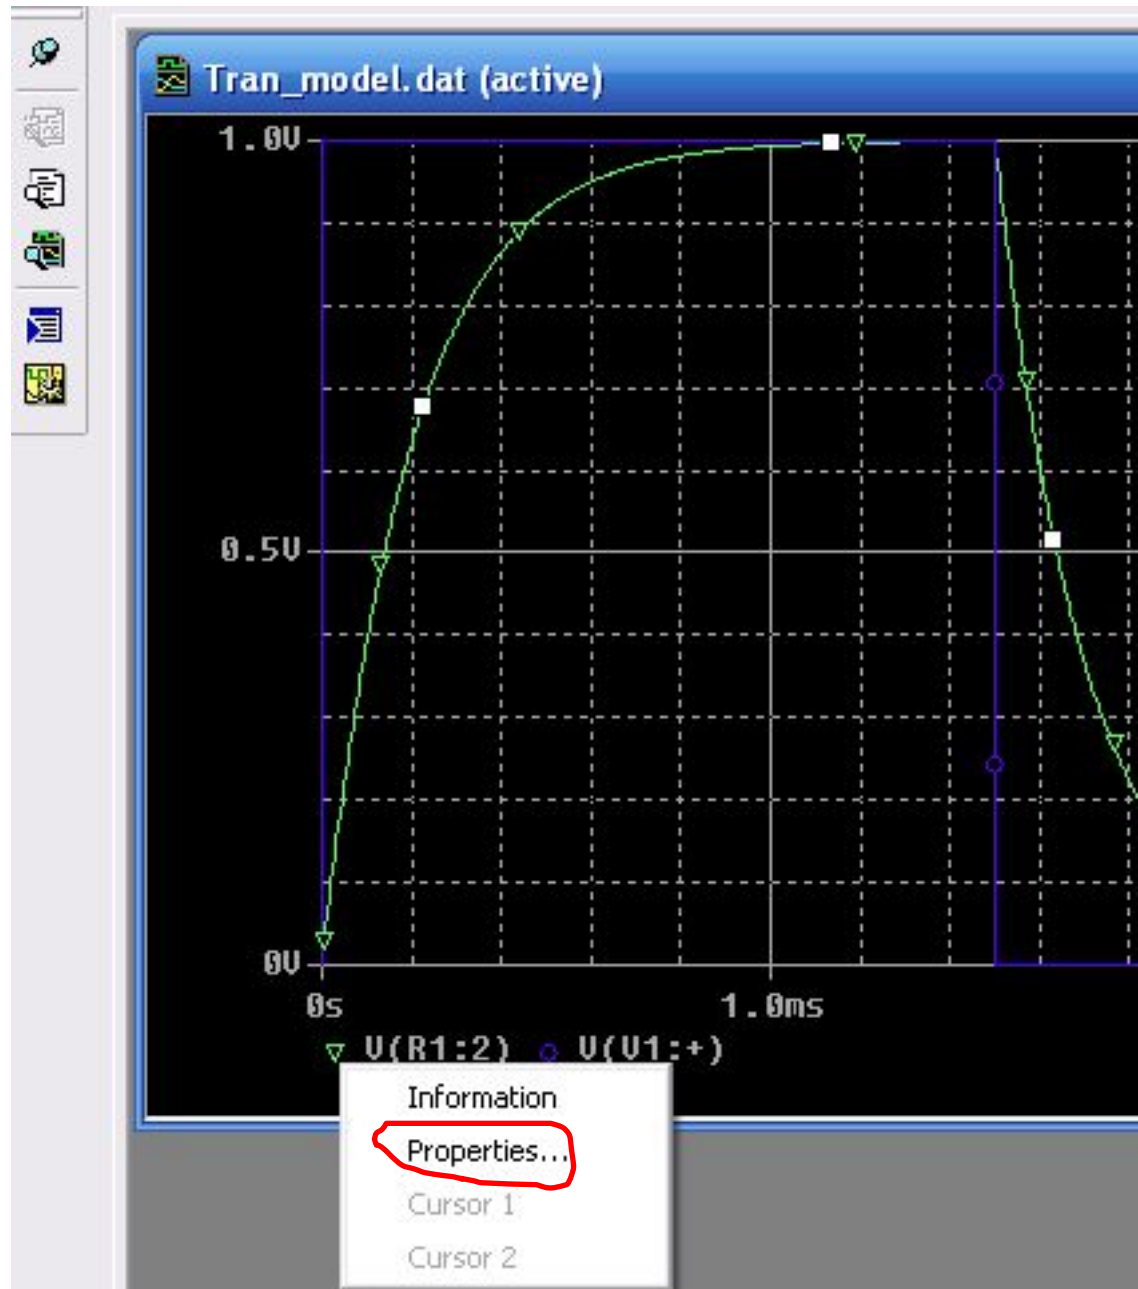 Tran_model.dat (active)
1.0V
0.5V
0V
0s 1.0ms
V(R1:2) V(V1:+)
Information
Properties...
Cursor 1
Cursor 2